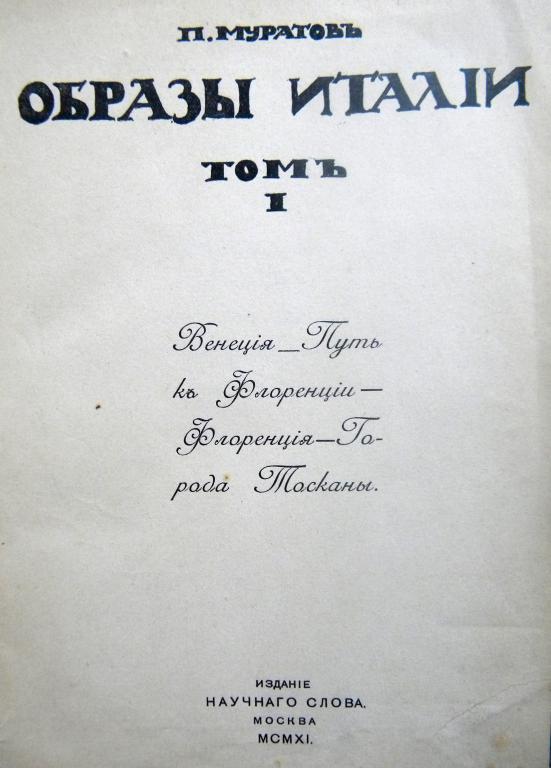 П. МУРАТОВЪ
ОБРАЗЫ ИТАЛІИ
ТОМЪ
I
Венеція — Путь
къ Флоренціи —
Флоренція — Го-
рода Тосканы.
ИЗДАНІЕ
НАУЧНАГО СЛОВА.
МОСКВА
MCMXI.